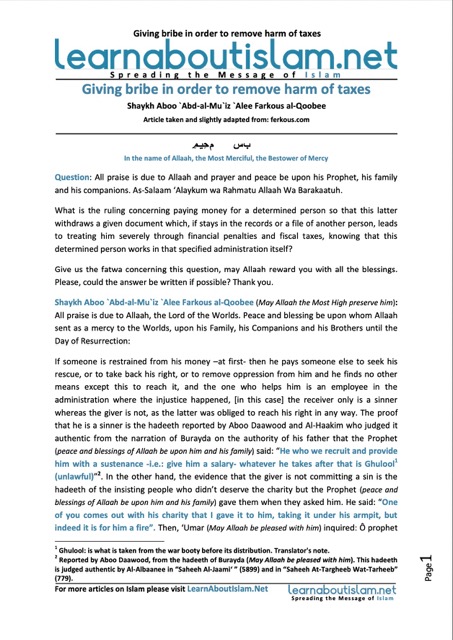 Giving bribe in order to remove harm of taxes
learnaboutislam.net
Spreading the Message of Islam
Giving bribe in order to remove harm of taxes
Shaykh Aboo `Abd-al-Mu`iz `Alee Farkous al-Qoobee
Article taken and slightly adapted from: ferkous.com
In the name of Allaah, the Most Merciful, the Bestower of Mercy
Question: All praise is due to Allaah and prayer and peace be upon his Prophet, his family
and his companions. As-Salaam ‘Alaykum wa Rahmatu Allaah Wa Barakaatuh.
What is the ruling concerning paying money for a determined person so that this latter
withdraws a given document which, if stays in the records or a file of another person, leads
to treating him severely through financial penalties and fiscal taxes, knowing that this
determined person works in that specified administration itself?
Give us the fatwa concerning this question, may Allaah reward you with all the blessings.
Please, could the answer be written if possible? Thank you.
Shaykh Aboo `Abd-al-Mu`iz `Alee Farkous al-Qoobee (May Allaah the Most High preserve him):
All praise is due to Allaah, the Lord of the Worlds. Peace and blessing be upon whom Allaah
sent as a mercy to the Worlds, upon his Family, his Companions and his Brothers until the
Day of Resurrection:
If someone is restrained from his money –at first- then he pays someone else to seek his
rescue, or to take back his right, or to remove oppression from him and he finds no other
means except this to reach it, and the one who helps him is an employee in the
administration where the injustice happened, [in this case] the receiver only is a sinner
whereas the giver is not, as the latter was obliged to reach his right in any way. The proof
that he is a sinner is the hadeeth reported by Aboo Daawood and Al-Haakim who judged it
authentic from the narration of Burayda on the authority of his father that the Prophet
(peace and blessings of Allaah be upon him and his family) said: “He who we recruit and provide
him with a sustenance -i.e.: give him a salary- whatever he takes after that is Ghulool¹
(unlawful)”². In the other hand, the evidence that the giver is not committing a sin is the
hadeeth of the insisting people who didn’t deserve the charity but the Prophet (peace and
blessings of Allaah be upon him and his family) gave them when they asked him. He said: “One
of you comes out with his charity that I gave it to him, taking it under his armpit, but
indeed it is for him a fire”. Then, ‘Umar (May Allaah be pleased with him) inquired: Ô prophet
¹ Ghulool: is what is taken from the war booty before its distribution. Translator’s note.
² Reported by Aboo Daawood, from the hadeeth of Burayda (May Allaah be pleased with him). This hadeeth
is judged authentic by Al-Albaanee in “Saheeh Al-Jaami‘ ” (5899) and in “Saheeh At-Targheeb Wat-Tarheeb”
(779).
For more articles on Islam please visit LearnAboutIslam.Net
learnaboutislam.net
Spreading the Message of Islam
Page 1